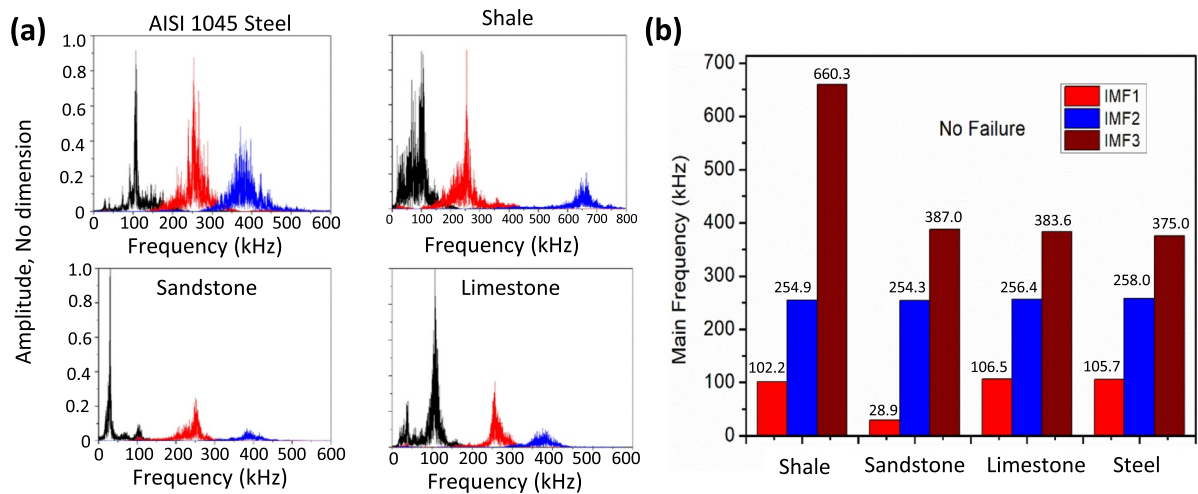 (a)
AISI 1045 Steel
Shale
Amplitude, No dimension
1.0
0.8
0.6
0.4
0.2
0
0 100 200 300 400 500 600
Frequency (kHz)
0 100 200 300 400 500 600 700 800
Frequency (kHz)
Sandstone
Limestone
1.0
0.8
0.6
0.4
0.2
0
0 100 200 300 400 500 600
Frequency (kHz)
0 100 200 300 400 500 600
Frequency (kHz)
(b)
Main Frequency (kHz)
700
600
500
400
300
200
100
0
No Failure
IMF1
IMF2
IMF3
102.2
254.9
660.3
28.9
254.3
387.0
106.5
256.4
383.6
105.7
258.0
375.0
Shale Sandstone Limestone Steel